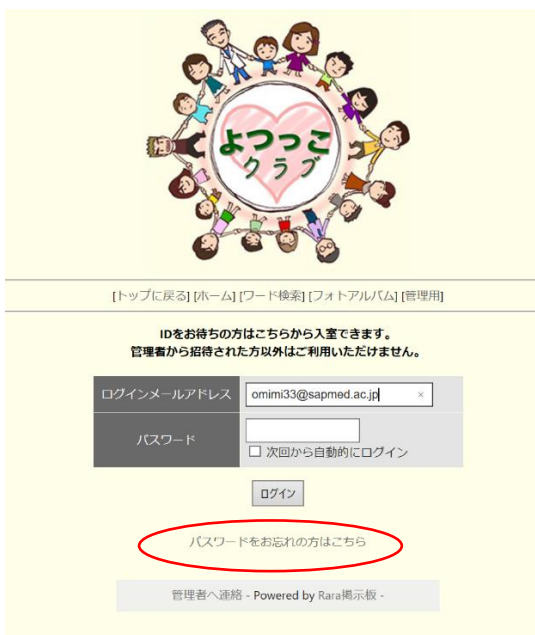 よつっこ
クラブ
[トップに戻る] [ホーム] [ワード検索] [フォトアルバム] [管理用]
IDをお待ちの方はこちらから入室できます。
管理者から招待された方以外はご利用いただけません。
ログインメールアドレス omimi33@sapmed.ac.jp ×
パスワード
次回から自動的にログイン
ログイン
パスワードをお忘れの方はこちら
管理者へ連絡 - Powered by Rara掲示板 -